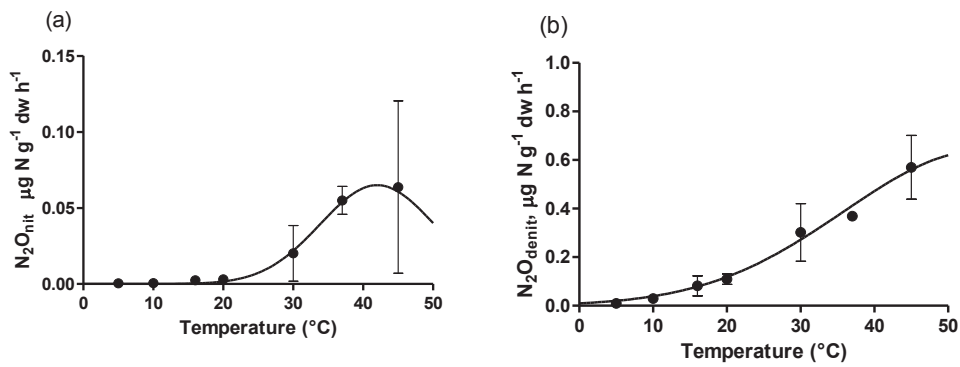 (a)
N₂O_nit µg N g⁻¹ dw h⁻¹
0.15
0.10
0.05
0.00
0 10 20 30 40 50
Temperature (°C)
(b)
N₂O_denit, µg N g⁻¹ dw h⁻¹
1.0
0.8
0.6
0.4
0.2
0.0
0 10 20 30 40 50
Temperature (°C)